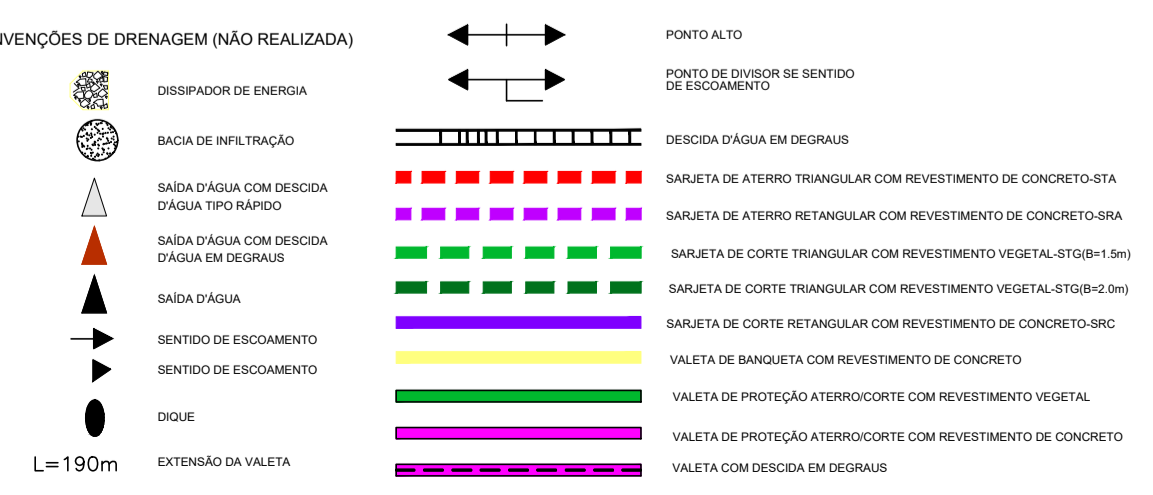 NVENÇÕES DE DRENAGEM (NÃO REALIZADA)
DISSIPADOR DE ENERGIA
BACIA DE INFILTRAÇÃO
SAÍDA D'ÁGUA COM DESCIDA
D'ÁGUA TIPO RÁPIDO
SAÍDA D'ÁGUA COM DESCIDA
D'ÁGUA EM DEGRAUS
SAÍDA D'ÁGUA
SENTIDO DE ESCOAMENTO
SENTIDO DE ESCOAMENTO
DIQUE
L=190m
EXTENSÃO DA VALETA
PONTO ALTO
PONTO DE DIVISOR SE SENTIDO
DE ESCOAMENTO
DESCIDA D'ÁGUA EM DEGRAUS
SARJETA DE ATERRO TRIANGULAR COM REVESTIMENTO DE CONCRETO-STA
SARJETA DE ATERRO RETANGULAR COM REVESTIMENTO DE CONCRETO-SRA
SARJETA DE CORTE TRIANGULAR COM REVESTIMENTO VEGETAL-STG(B=1.5m)
SARJETA DE CORTE TRIANGULAR COM REVESTIMENTO VEGETAL-STG(B=2.0m)
SARJETA DE CORTE RETANGULAR COM REVESTIMENTO DE CONCRETO-SRC
VALETA DE BANQUETA COM REVESTIMENTO DE CONCRETO
VALETA DE PROTEÇÃO ATERRO/CORTE COM REVESTIMENTO VEGETAL
VALETA DE PROTEÇÃO ATERRO/CORTE COM REVESTIMENTO DE CONCRETO
VALETA COM DESCIDA EM DEGRAUS